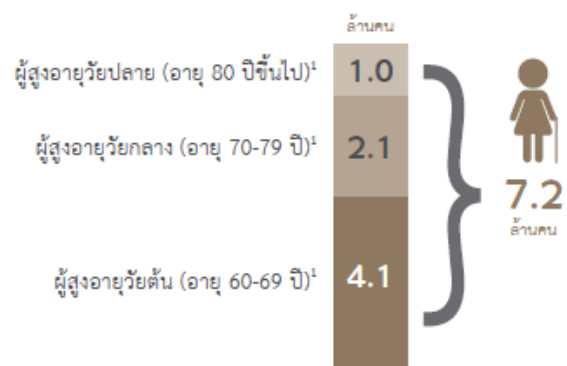 ล้านคน
ผู้สูงอายุวัยปลาย (อายุ 80 ปีขึ้นไป)¹ 1.0
ผู้สูงอายุวัยกลาง (อายุ 70-79 ปี)¹ 2.1
7.2
ล้านคน
ผู้สูงอายุวัยต้น (อายุ 60-69 ปี)¹ 4.1